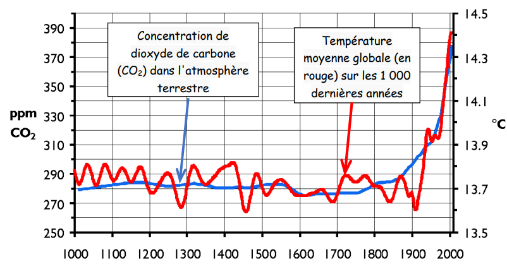 Concentration de
dioxyde de carbone
(CO₂) dans l'atmosphère
terrestre
Température
moyenne globale (en
rouge) sur les 1 000
dernières années
ppm
CO₂
390
370
350
330
310
290
270
250
°C
14.5
14.3
14.1
13.9
13.7
13.5
1000 1100 1200 1300 1400 1500 1600 1700 1800 1900 2000